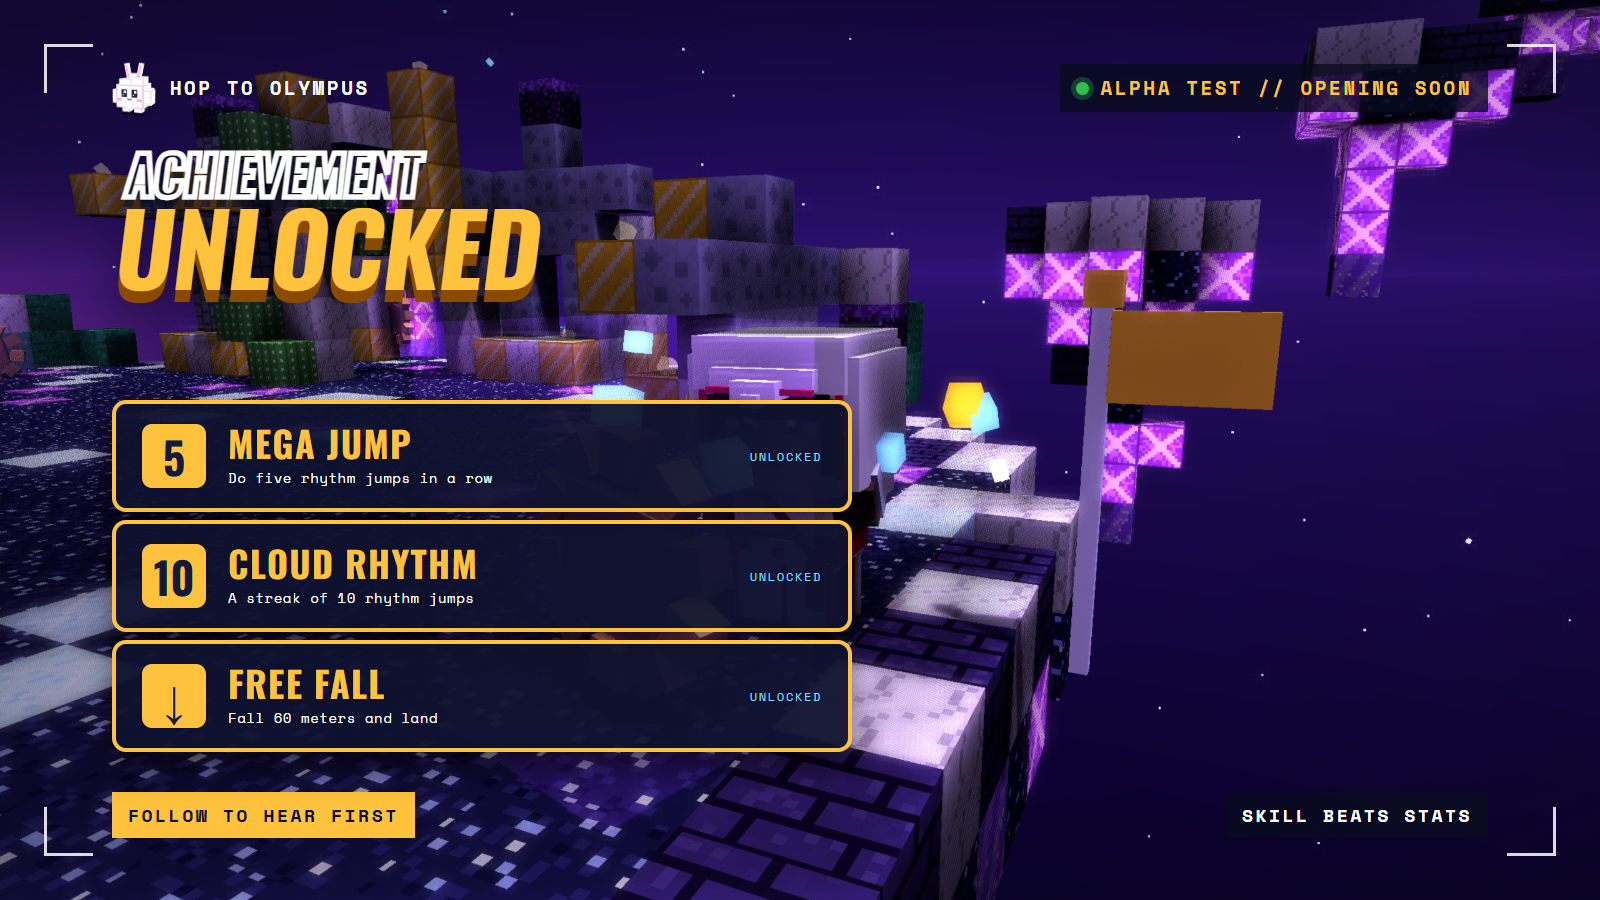 HOP TO OLYMPUS
ALPHA TEST // OPENING SOON
ACHIEVEMENT
UNLOCKED
5
MEGA JUMP
Do five rhythm jumps in a row
UNLOCKED
10
CLOUD RHYTHM
A streak of 10 rhythm jumps
UNLOCKED
↓
FREE FALL
Fall 60 meters and land
UNLOCKED
FOLLOW TO HEAR FIRST
SKILL BEATS STATS